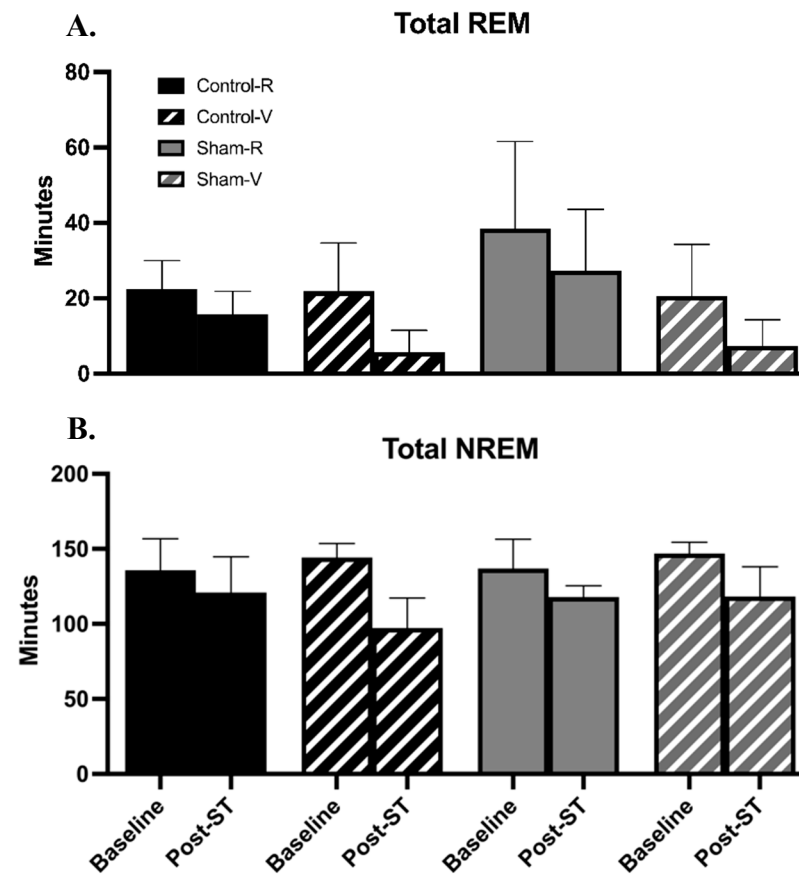 A.
Total REM
80
60
40
20
0
Minutes
Control-R
Control-V
Sham-R
Sham-V
B.
Total NREM
200
150
100
50
0
Minutes
Baseline
Post-ST
Baseline
Post-ST
Baseline
Post-ST
Baseline
Post-ST